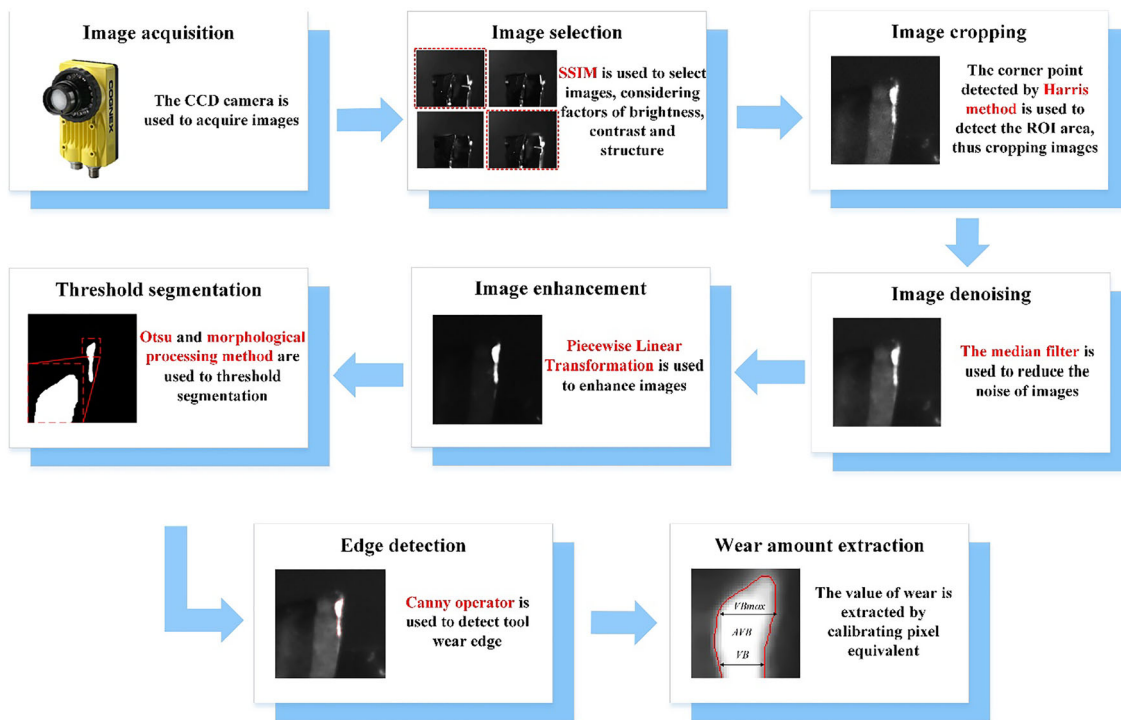 Image acquisition
COGNEX
The CCD camera is
used to acquire images
Image selection
SSIM is used to select
images, considering
factors of brightness,
contrast and
structure
Image cropping
The corner point
detected by Harris
method is used to
detect the ROI area,
thus cropping images
Image denoising
The median filter is
used to reduce the
noise of images
Image enhancement
Piecewise Linear
Transformation is used
to enhance images
Threshold segmentation
Otsu and morphological
processing method are
used to threshold
segmentation
Edge detection
Canny operator is
used to detect tool
wear edge
Wear amount extraction
VBmax
AVB
VB
The value of wear is
extracted by
calibrating pixel
equivalent